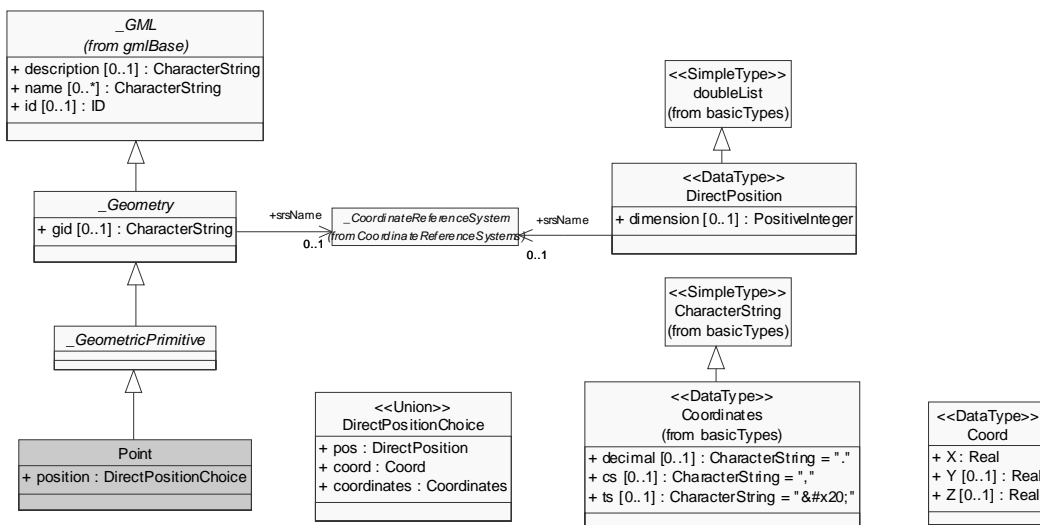 _GML
(from gmlBase)
+ description [0..1] : CharacterString
+ name [0..*] : CharacterString
+ id [0..1] : ID
_Geometry
+ gid [0..1] : CharacterString
+srsName
0..1
_CoordinateReferenceSystem
(from CoordinateReferenceSystems)
+srsName
0..1
<<SimpleType>>
doubleList
(from basicTypes)
<<DataType>>
DirectPosition
+ dimension [0..1] : PositiveInteger
_GeometricPrimitive
Point
+ position : DirectPositionChoice
<<Union>>
DirectPositionChoice
+ pos : DirectPosition
+ coord : Coord
+ coordinates : Coordinates
<<SimpleType>>
CharacterString
(from basicTypes)
<<DataType>>
Coordinates
(from basicTypes)
+ decimal [0..1] : CharacterString = "."
+ cs [0..1] : CharacterString = ","
+ ts [0..1] : CharacterString = "&#x20;"
<<DataType>>
Coord
+ X : Real
+ Y [0..1] : Real
+ Z [0..1] : Real